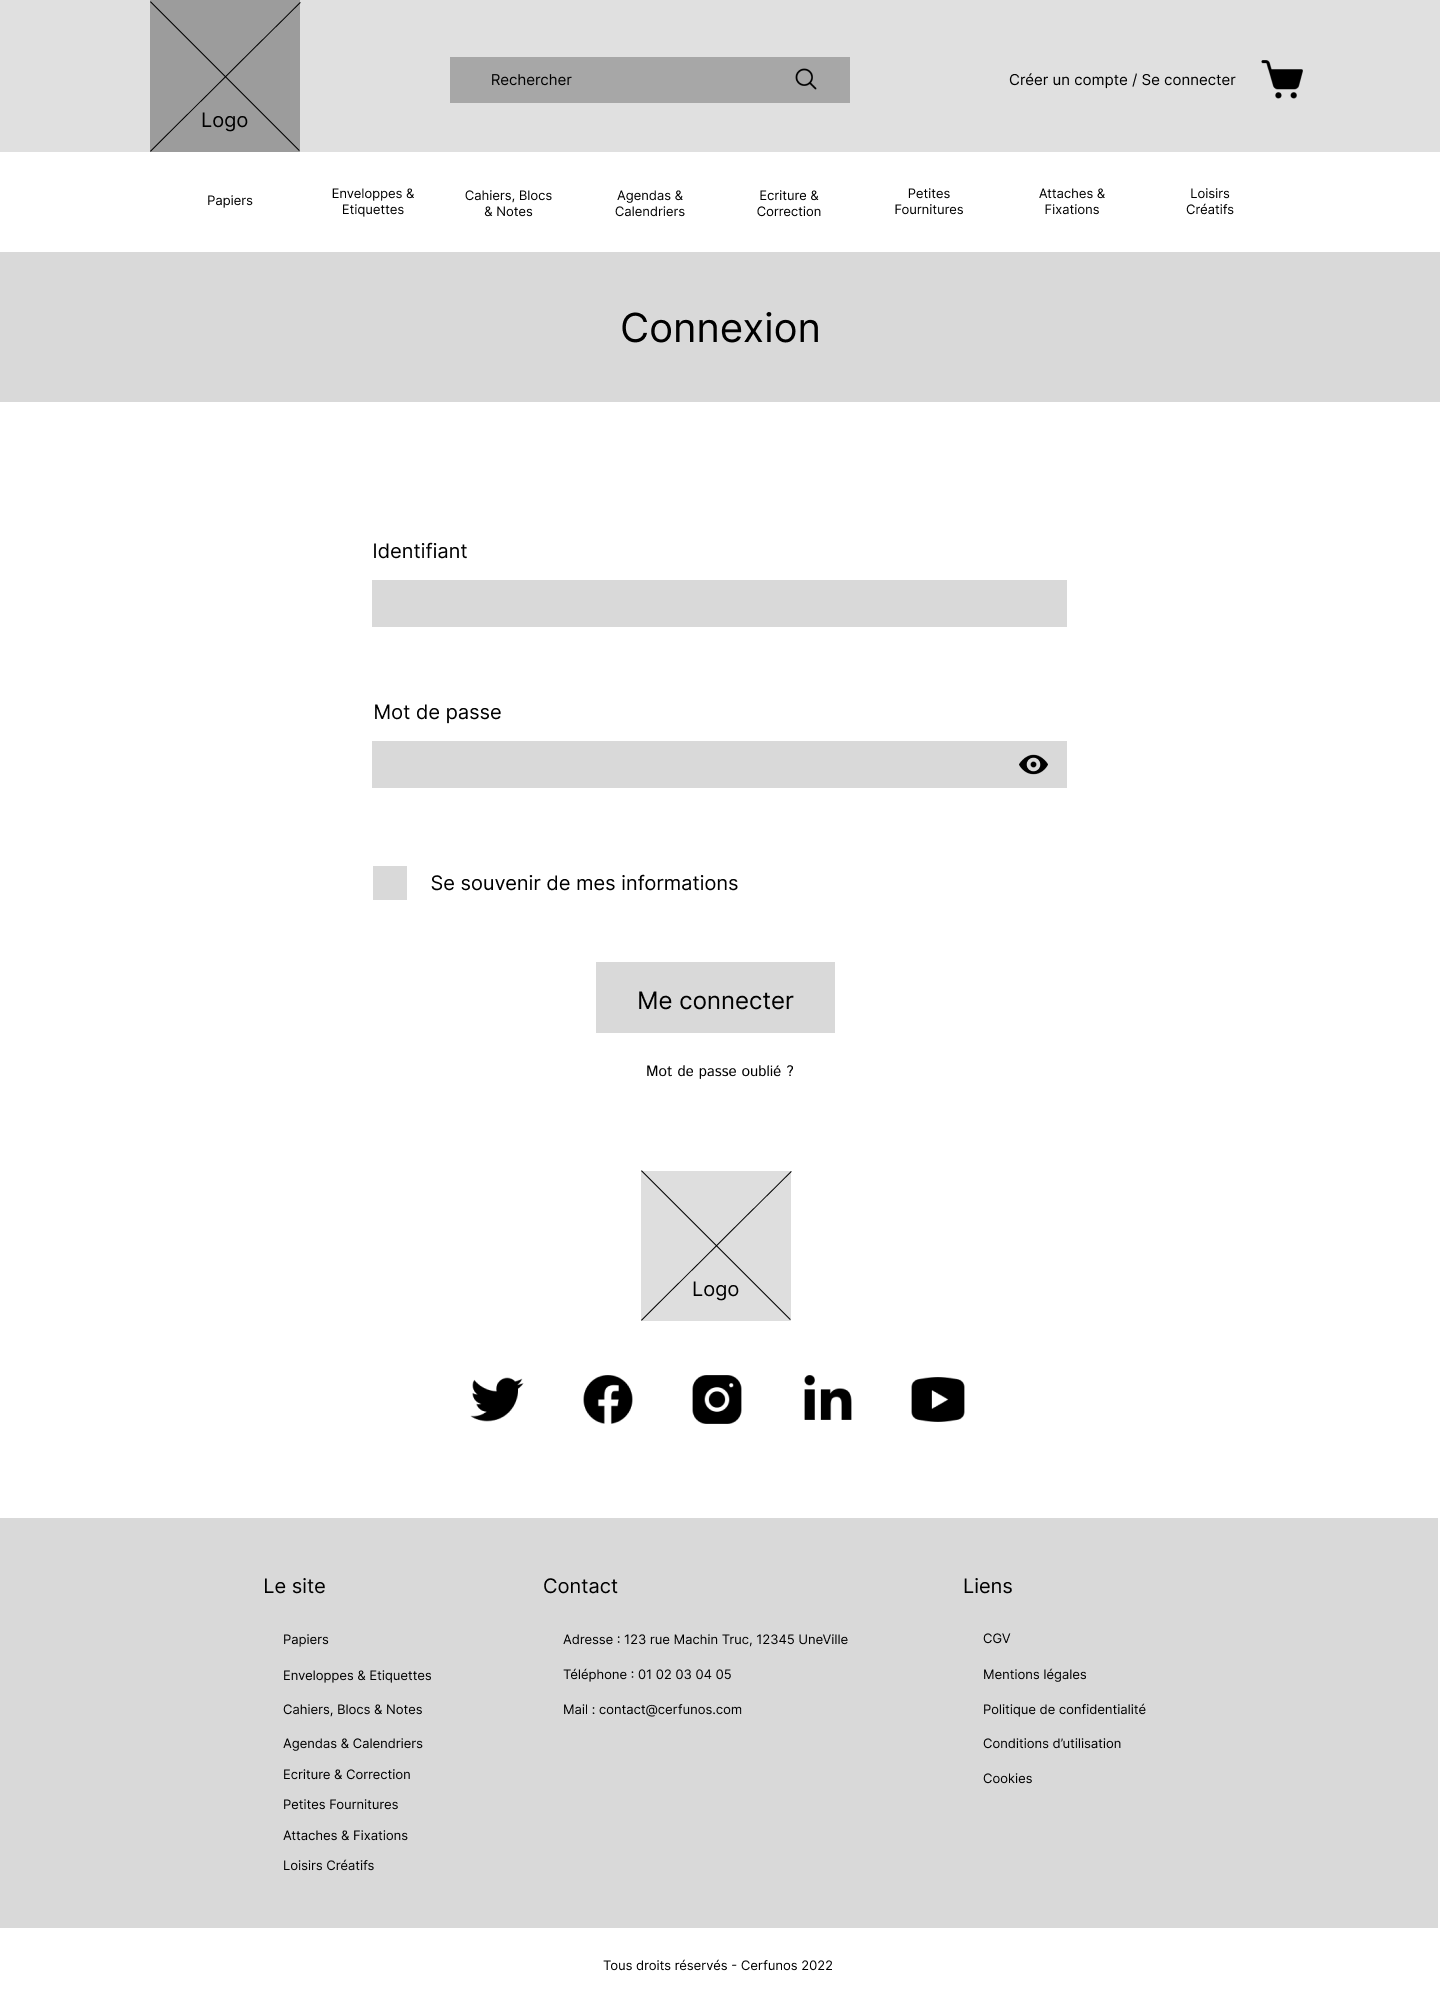 Logo
Rechercher
Créer un compte / Se connecter
Papiers
Enveloppes &
Etiquettes
Cahiers, Blocs
& Notes
Agendas &
Calendriers
Ecriture &
Correction
Petites
Fournitures
Attaches &
Fixations
Loisirs
Créatifs
Connexion
Identifiant
Mot de passe
Se souvenir de mes informations
Me connecter
Mot de passe oublié ?
Logo
Le site
Papiers
Enveloppes & Etiquettes
Cahiers, Blocs & Notes
Agendas & Calendriers
Ecriture & Correction
Petites Fournitures
Attaches & Fixations
Loisirs Créatifs
Contact
Adresse : 123 rue Machin Truc, 12345 UneVille
Téléphone : 01 02 03 04 05
Mail : contact@cerfunos.com
Liens
CGV
Mentions légales
Politique de confidentialité
Conditions d'utilisation
Cookies
Tous droits réservés - Cerfunos 2022